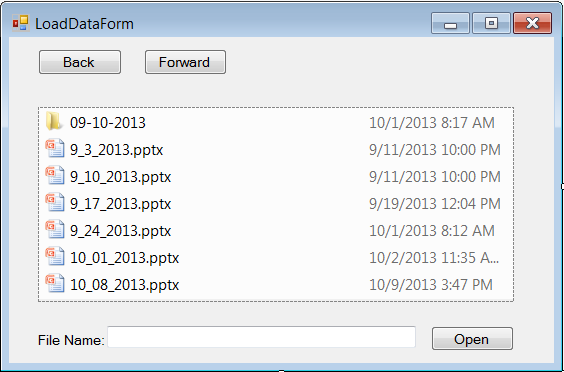 LoadDataForm
Back Forward
09-10-2013 10/1/2013 8:17 AM
9_3_2013.pptx 9/11/2013 10:00 PM
9_10_2013.pptx 9/11/2013 10:00 PM
9_17_2013.pptx 9/19/2013 12:04 PM
9_24_2013.pptx 10/1/2013 8:12 AM
10_01_2013.pptx 10/2/2013 11:35 A...
10_08_2013.pptx 10/9/2013 3:47 PM
File Name: Open